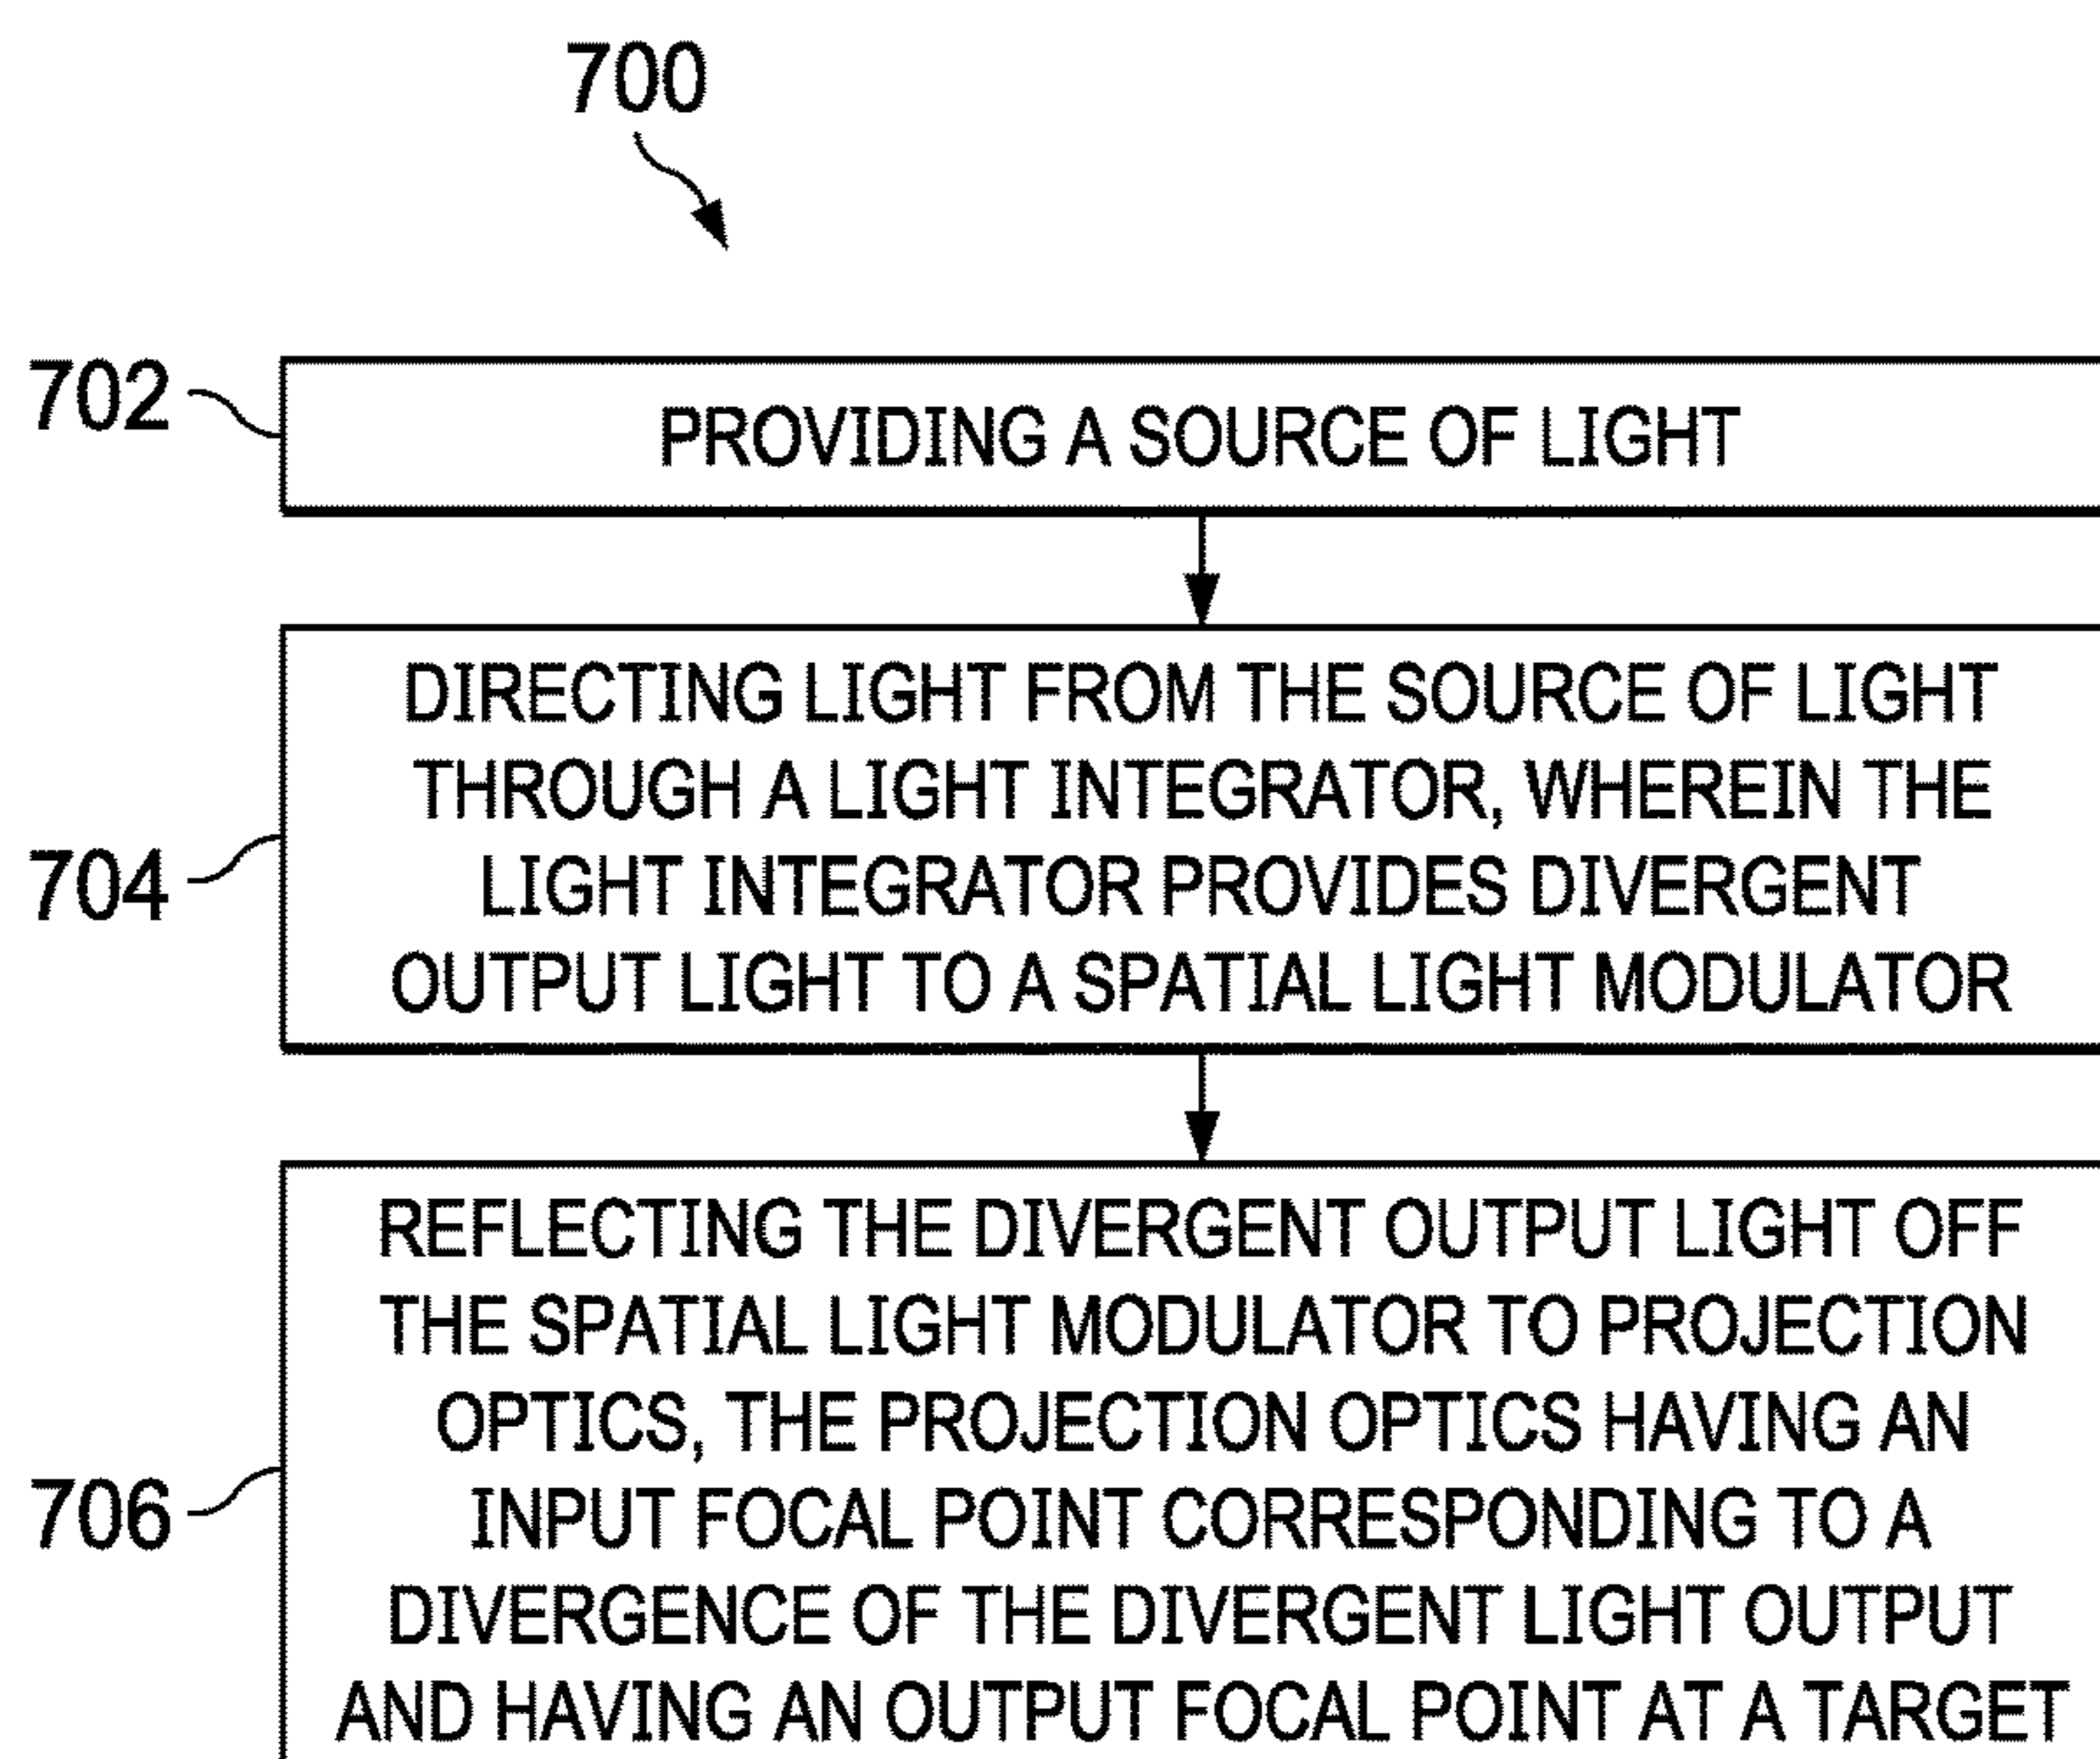 700
702
PROVIDING A SOURCE OF LIGHT
704
DIRECTING LIGHT FROM THE SOURCE OF LIGHT
THROUGH A LIGHT INTEGRATOR, WHEREIN THE
LIGHT INTEGRATOR PROVIDES DIVERGENT
OUTPUT LIGHT TO A SPATIAL LIGHT MODULATOR
706
REFLECTING THE DIVERGENT OUTPUT LIGHT OFF
THE SPATIAL LIGHT MODULATOR TO PROJECTION
OPTICS, THE PROJECTION OPTICS HAVING AN
INPUT FOCAL POINT CORRESPONDING TO A
DIVERGENCE OF THE DIVERGENT LIGHT OUTPUT
AND HAVING AN OUTPUT FOCAL POINT AT A TARGET